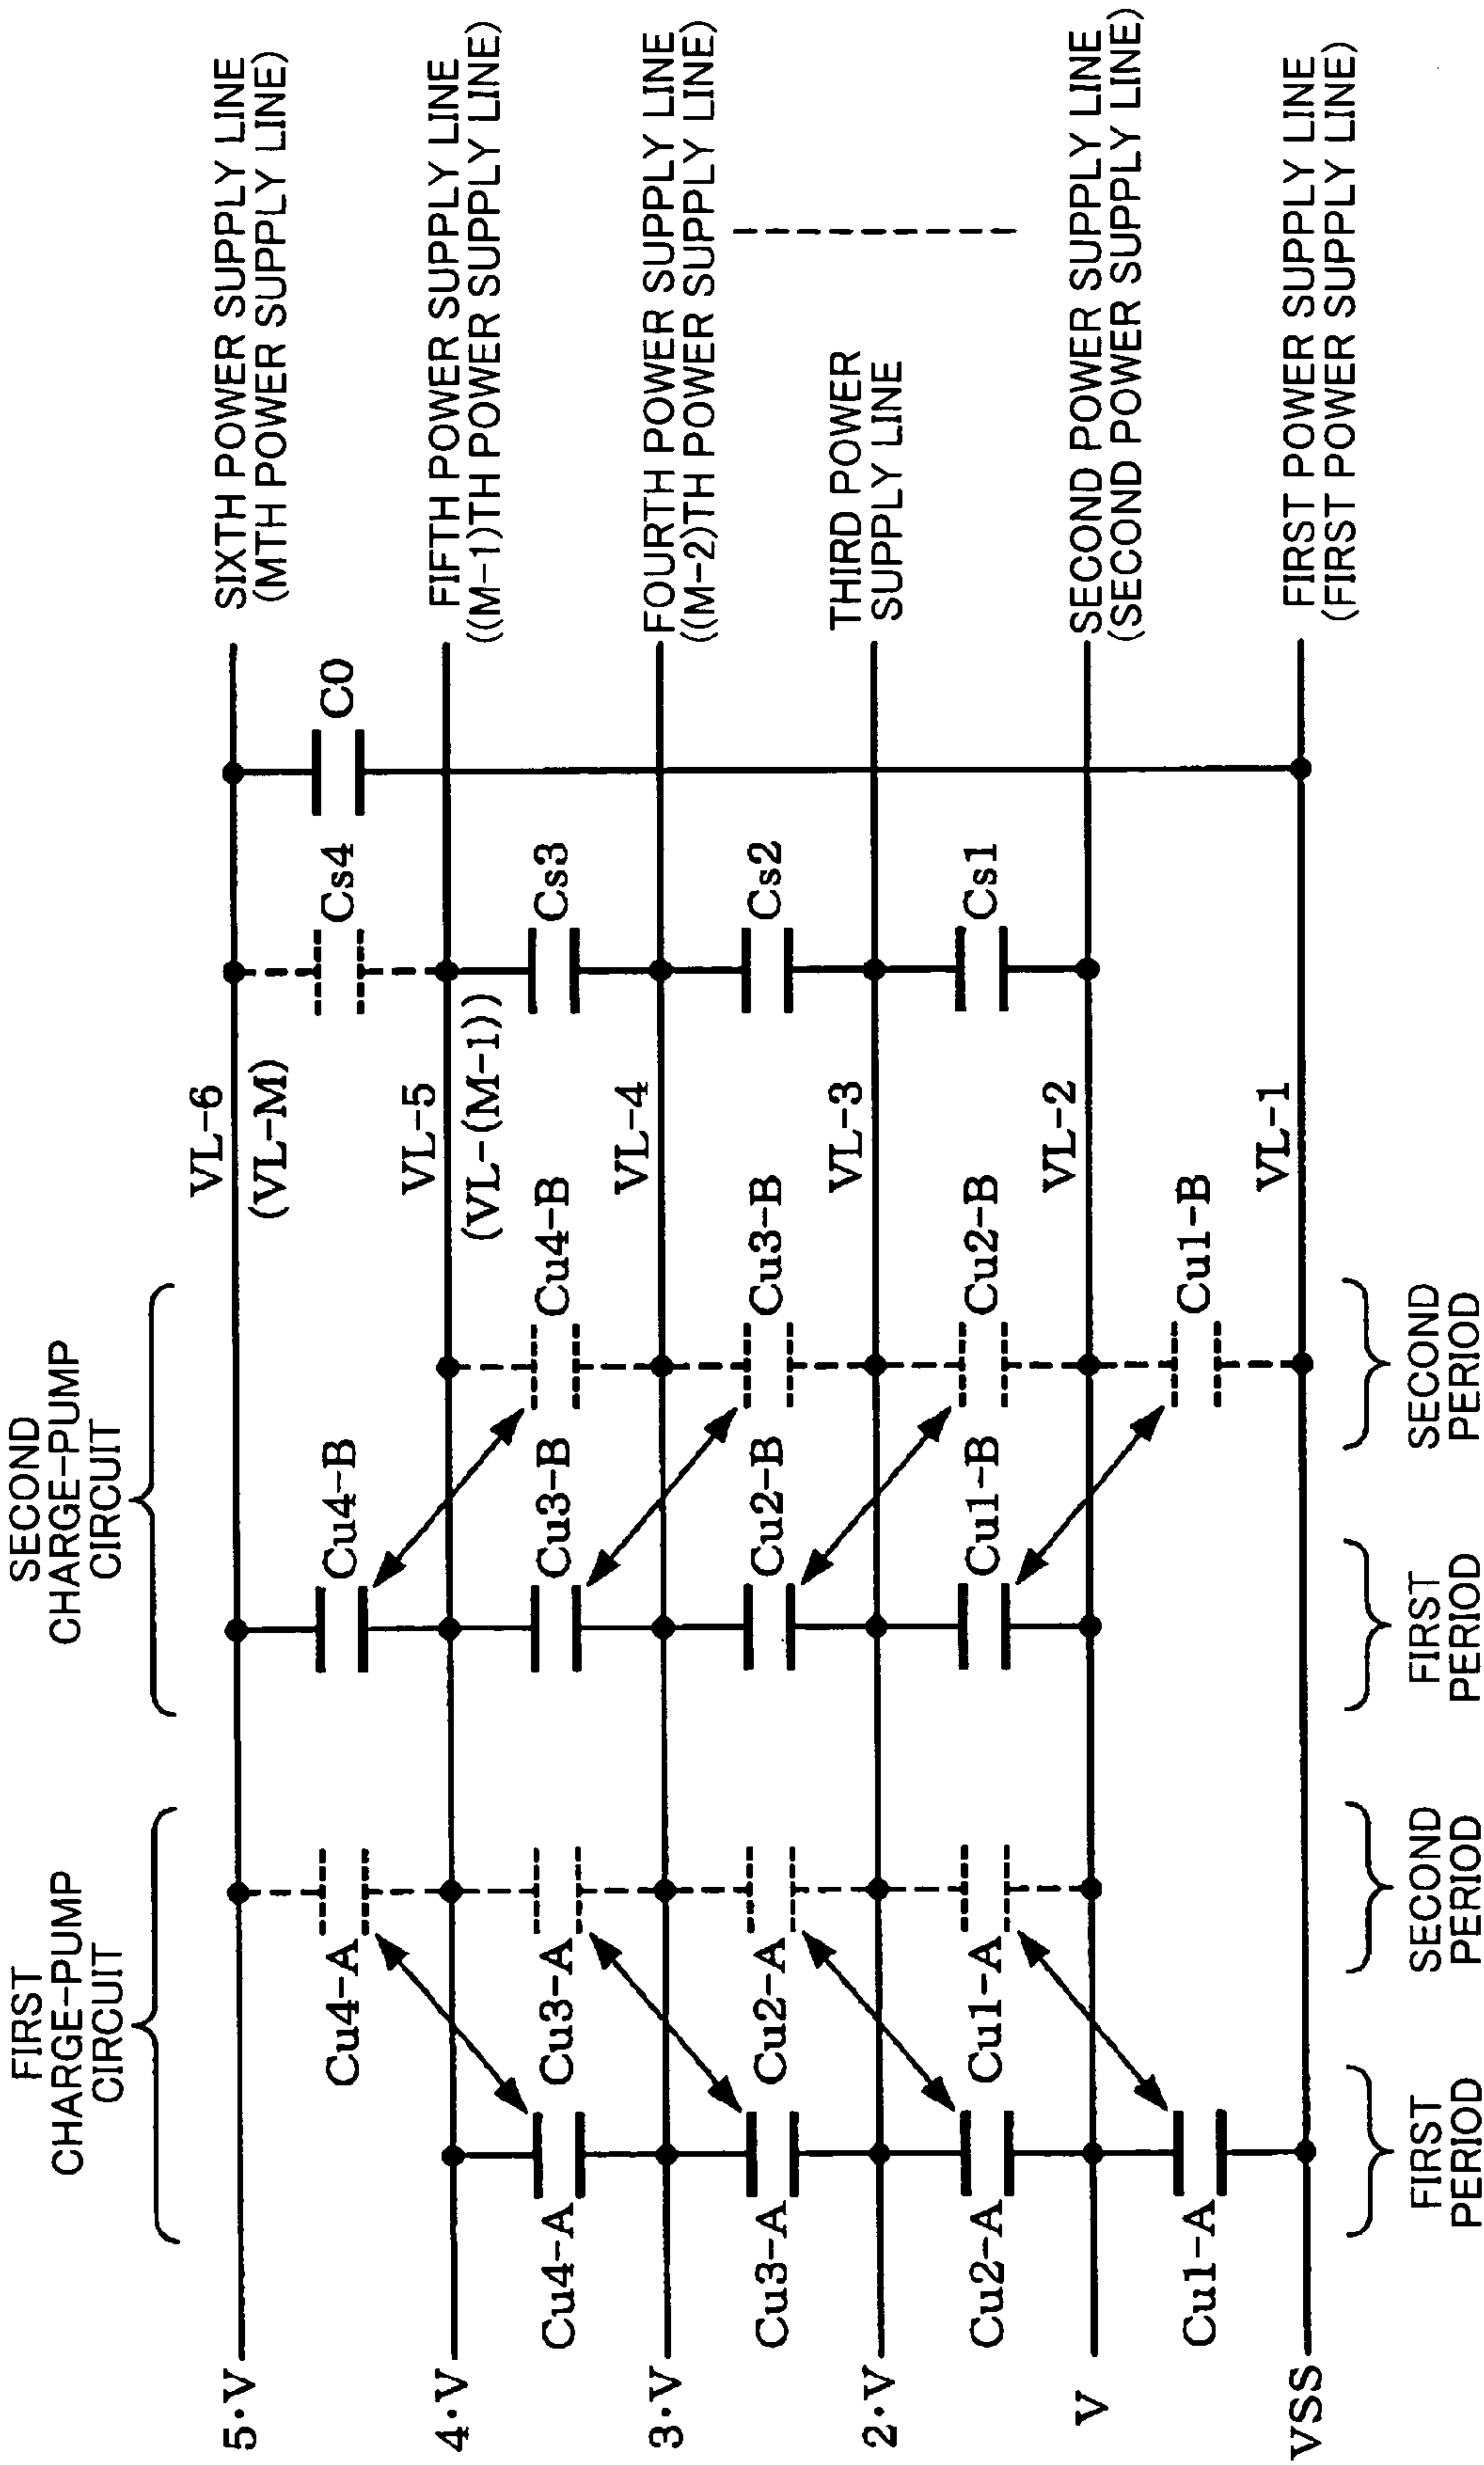 FIRST
CHARGE-PUMP
CIRCUIT
SECOND
CHARGE-PUMP
CIRCUIT
5·V
VL-6
(VL-M)
SIXTH POWER SUPPLY LINE
(MTH POWER SUPPLY LINE)
Cu4-A
Cu4-B
Cs4
C0
4·V
VL-5
(VL-(M-1))
FIFTH POWER SUPPLY LINE
((M-1)TH POWER SUPPLY LINE)
Cu4-A
Cu3-A
Cu3-B
Cu4-B
Cs3
3·V
VL-4
FOURTH POWER SUPPLY LINE
((M-2)TH POWER SUPPLY LINE)
Cu3-A
Cu2-A
Cu2-B
Cu3-B
Cs2
2·V
VL-3
THIRD POWER
SUPPLY LINE
Cu2-A
Cu1-A
Cu1-B
Cu2-B
Cs1
V
VL-2
SECOND POWER SUPPLY LINE
(SECOND POWER SUPPLY LINE)
Cu1-A
Cu1-B
VSS
VL-1
FIRST POWER SUPPLY LINE
(FIRST POWER SUPPLY LINE)
FIRST
PERIOD
SECOND
PERIOD
FIRST
PERIOD
SECOND
PERIOD